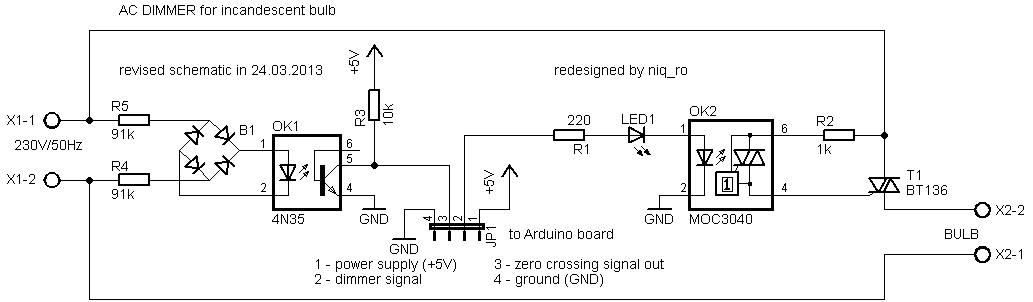 AC DIMMER for incandescent bulb
revised schematic in 24.03.2013
redesigned by niq_ro
+5V
R3
10k
X1-1
230V/50Hz
X1-2
R5
91k
R4
91k
B1
OK1
1
2
6
5
4
4N35
GND
220
R1
LED1
OK2
1
2
6
4
1
MOC3040
GND
R2
1k
T1
BT136
X2-2
BULB
X2-1
+5V
GND
4
3
2
1
JP1
to Arduino board
1 - power supply (+5V)
2 - dimmer signal
3 - zero crossing signal out
4 - ground (GND)